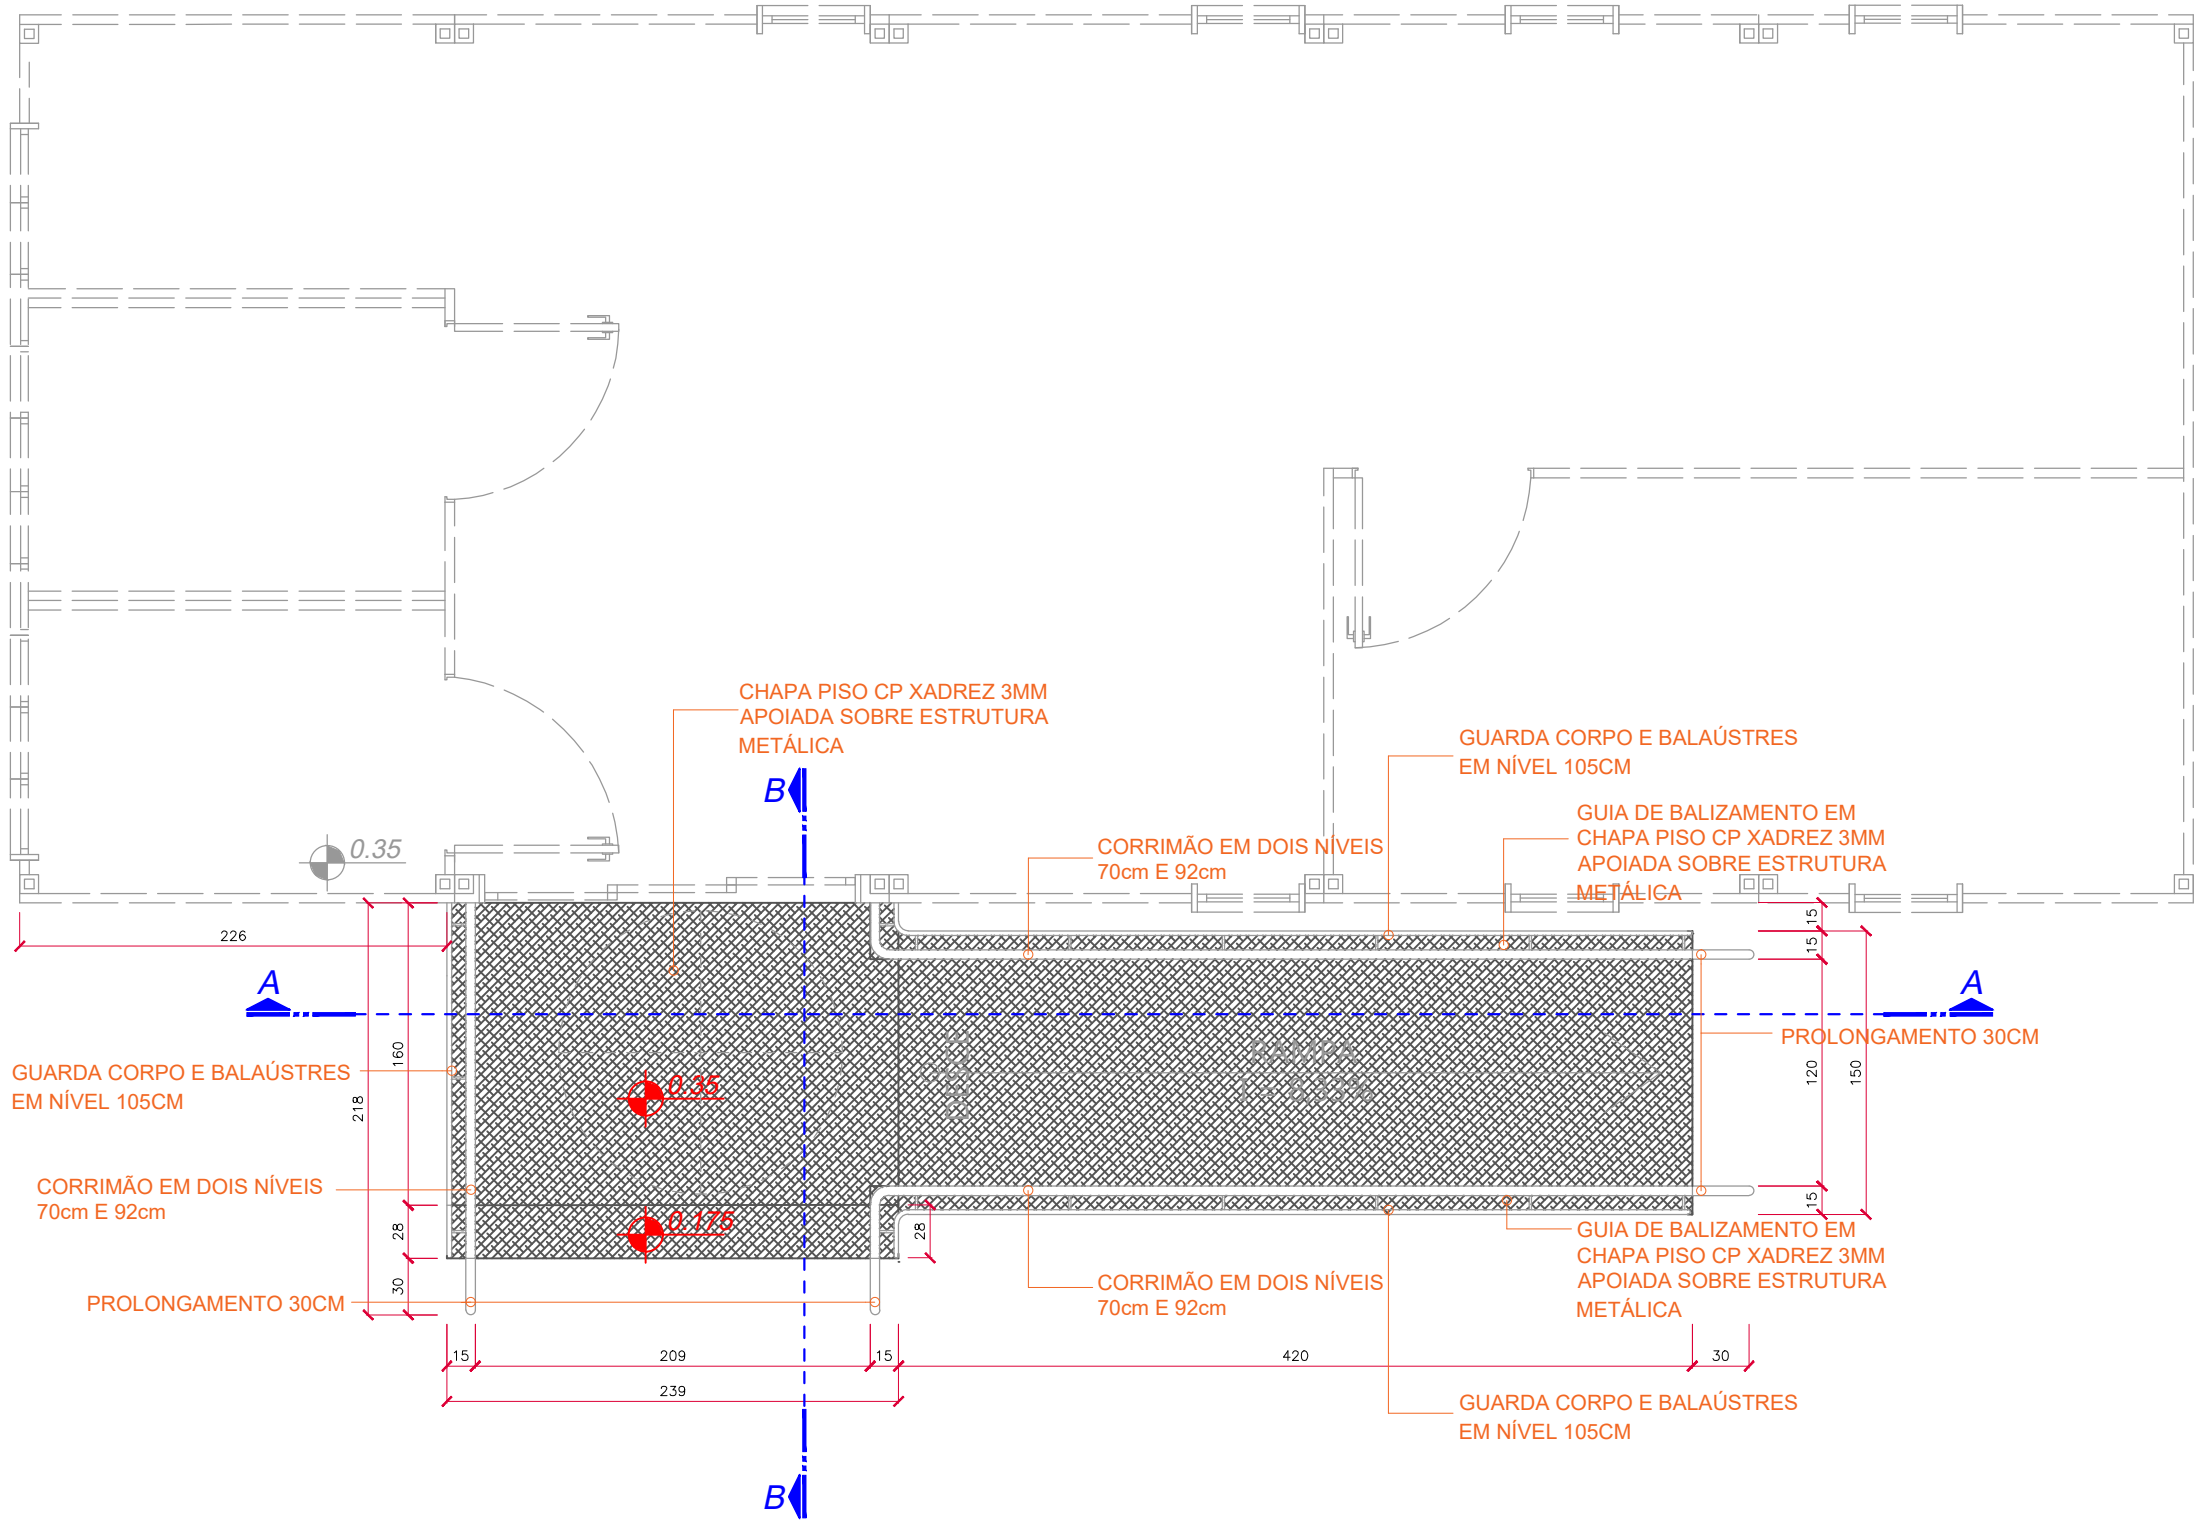 CHAPA PISO CP XADREZ 3MM
APOIADA SOBRE ESTRUTURA
METÁLICA
GUARDA CORPO E BALAÚSTRES
EM NÍVEL 105CM
B
GUIA DE BALIZAMENTO EM
CHAPA PISO CP XADREZ 3MM
APOIADA SOBRE ESTRUTURA
METÁLICA
CORRIMÃO EM DOIS NÍVEIS
70cm E 92cm
0.35
226
15
15
A
A
PROLONGAMENTO 30CM
160
218
120
150
GUARDA CORPO E BALAÚSTRES
EM NÍVEL 105CM
RAMPA
i = 8,33%
0.35
CORRIMÃO EM DOIS NÍVEIS
70cm E 92cm
0.175
28
28
15
GUIA DE BALIZAMENTO EM
CHAPA PISO CP XADREZ 3MM
APOIADA SOBRE ESTRUTURA
METÁLICA
CORRIMÃO EM DOIS NÍVEIS
70cm E 92cm
30
PROLONGAMENTO 30CM
15
209
15
420
30
239
GUARDA CORPO E BALAÚSTRES
EM NÍVEL 105CM
B